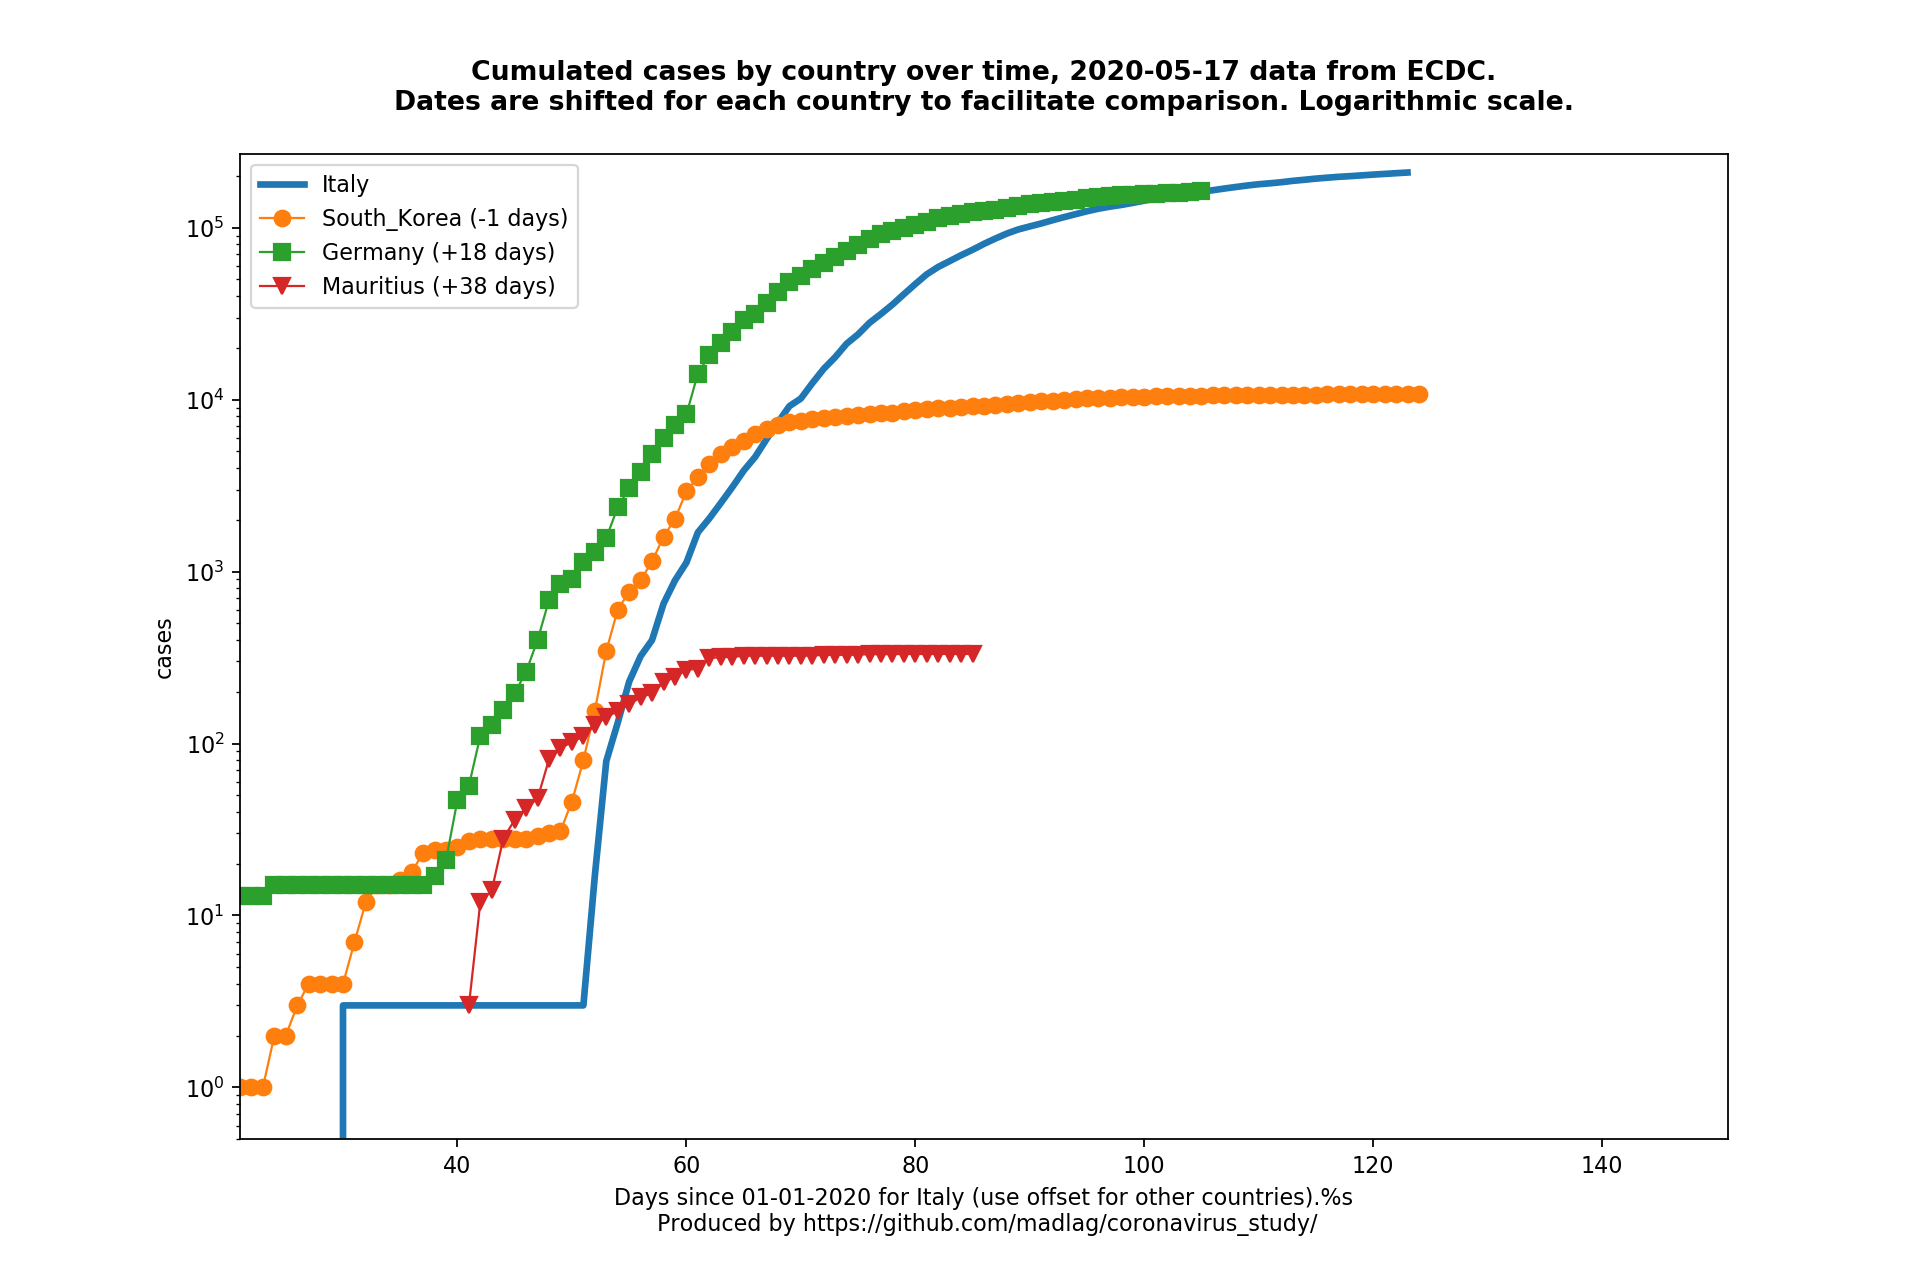 Cumulated cases by country over time, 2020-05-17 data from ECDC.
Dates are shifted for each country to facilitate comparison. Logarithmic scale.
Italy
South_Korea (-1 days)
Germany (+18 days)
Mauritius (+38 days)
10^5
10^4
10^3
10^2
10^1
10^0
cases
40 60 80 100 120 140
Days since 01-01-2020 for Italy (use offset for other countries).%s
Produced by https://github.com/madlag/coronavirus_study/